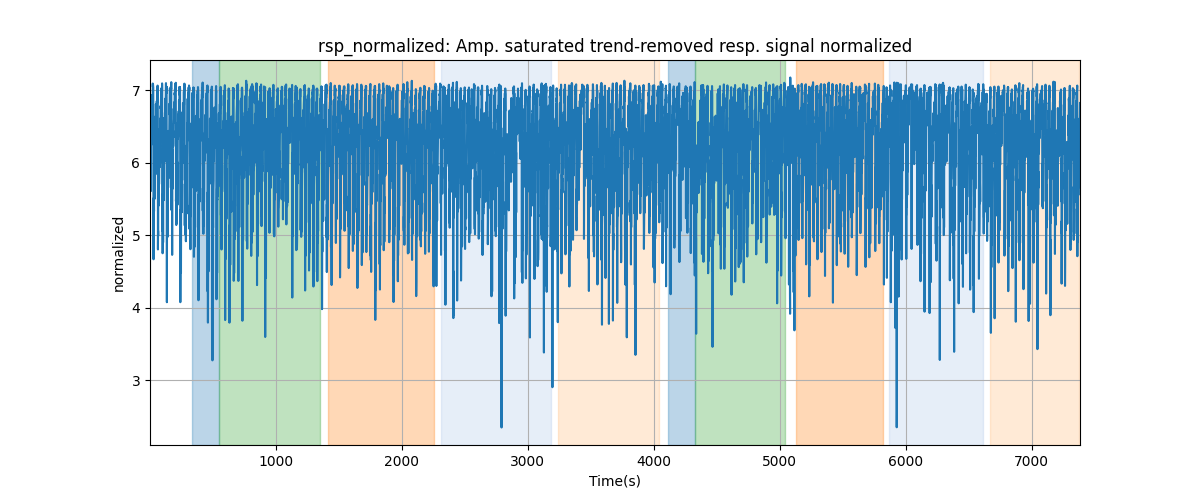 rsp_normalized: Amp. saturated trend-removed resp. signal normalized
7
6
5
4
3
normalized
1000 2000 3000 4000 5000 6000 7000
Time(s)